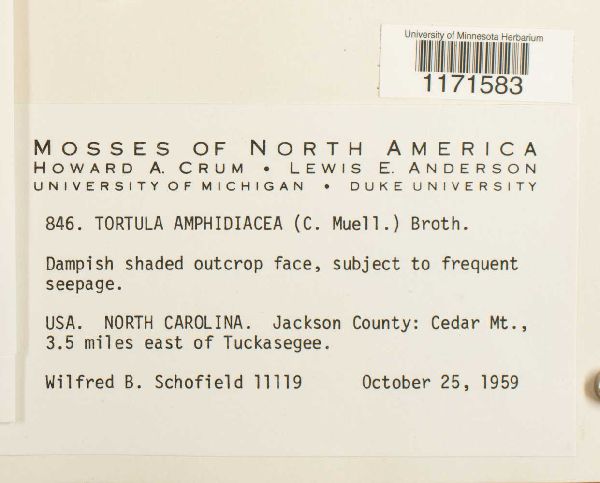 University of Minnesota Herbarium
1171583
MOSSES OF NORTH AMERICA
HOWARD A. CRUM • LEWIS E. ANDERSON
UNIVERSITY OF MICHIGAN • DUKE UNIVERSITY
846. TORTULA AMPHIDIACEA (C. Muell.) Broth.
Dampish shaded outcrop face, subject to frequent
seepage.
USA. NORTH CAROLINA. Jackson County: Cedar Mt.,
3.5 miles east of Tuckasegee.
Wilfred B. Schofield 11119 October 25, 1959